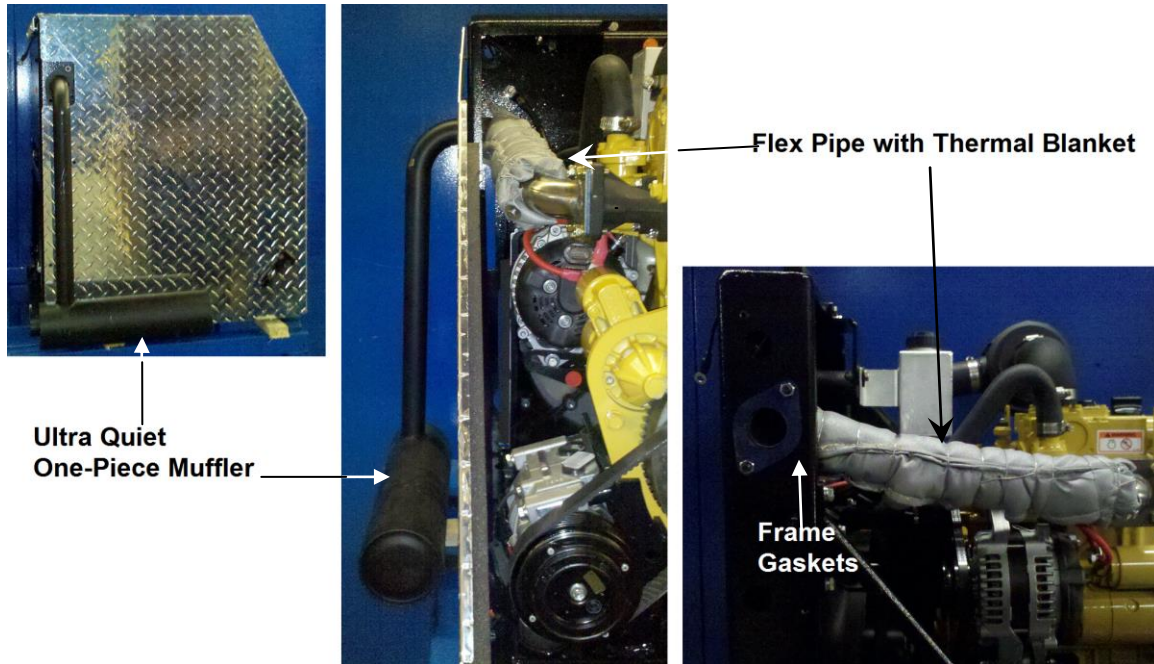 Flex Pipe with Thermal Blanket
Ultra Quiet
One-Piece Muffler
Frame
Gaskets